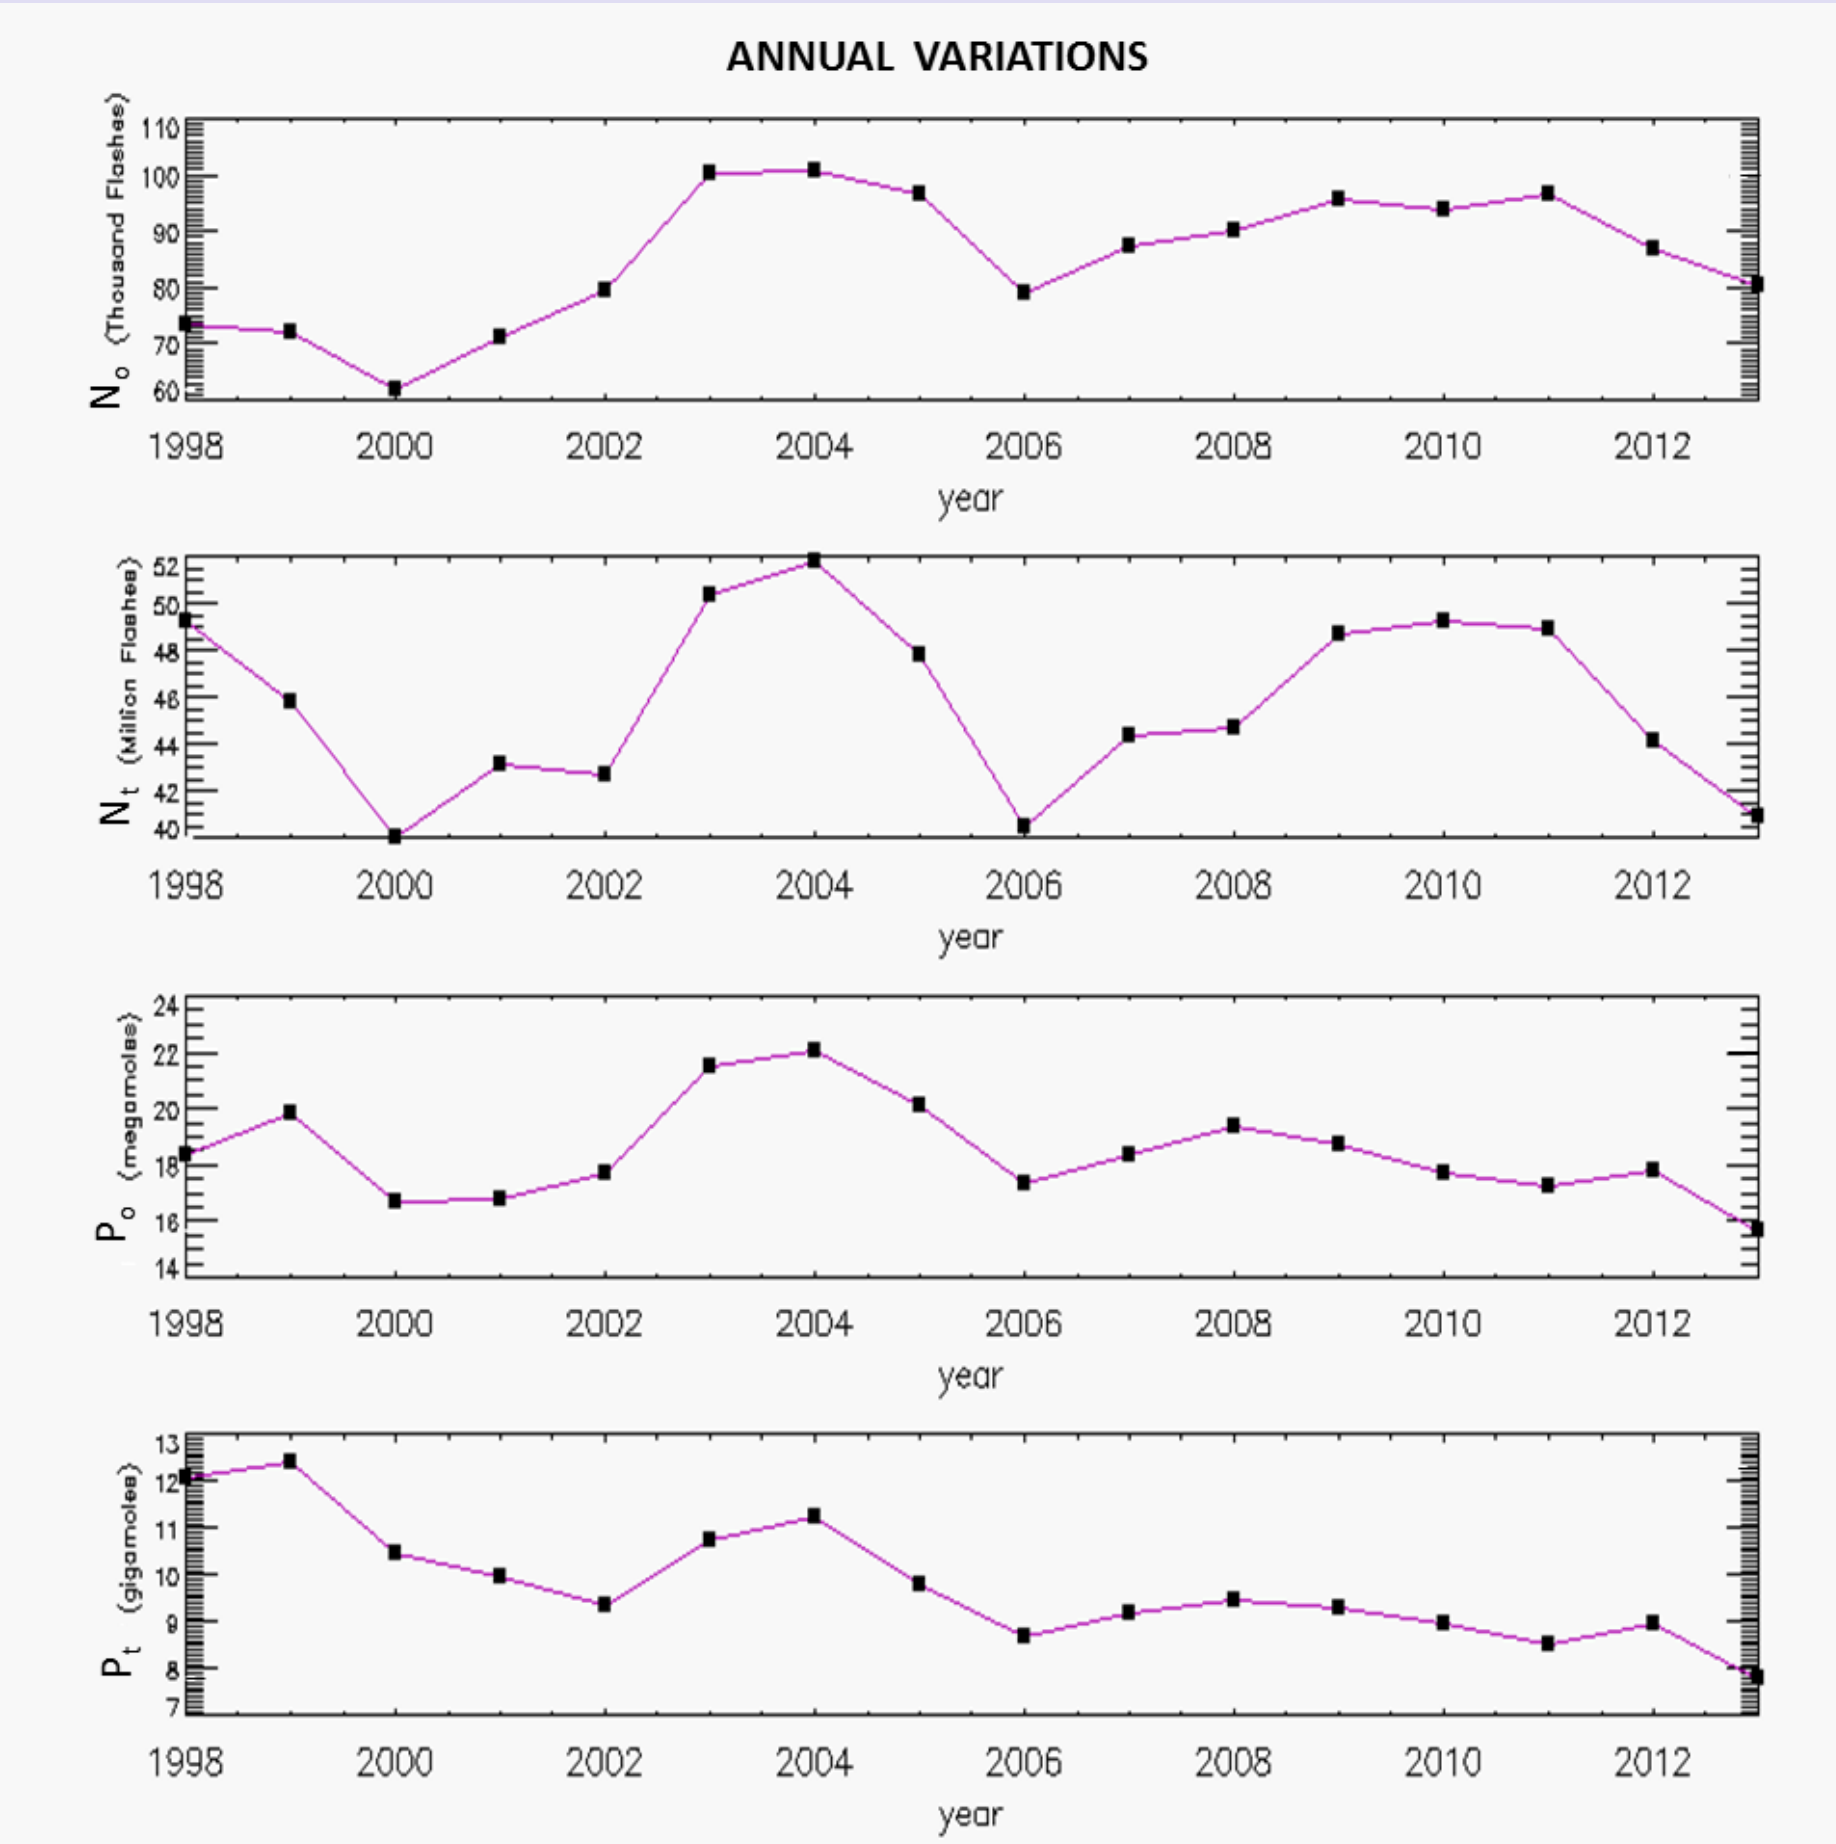 ANNUAL VARIATIONS
N₀ (Thousand Flashes)
110
100
90
80
70
60
1998 2000 2002 2004 2006 2008 2010 2012
year
Nₜ (Million Flashes)
52
50
48
46
44
42
40
1998 2000 2002 2004 2006 2008 2010 2012
year
P₀ (megamoles)
24
22
20
18
16
14
1998 2000 2002 2004 2006 2008 2010 2012
year
Pₜ (gigamoles)
13
12
11
10
9
8
7
1998 2000 2002 2004 2006 2008 2010 2012
year